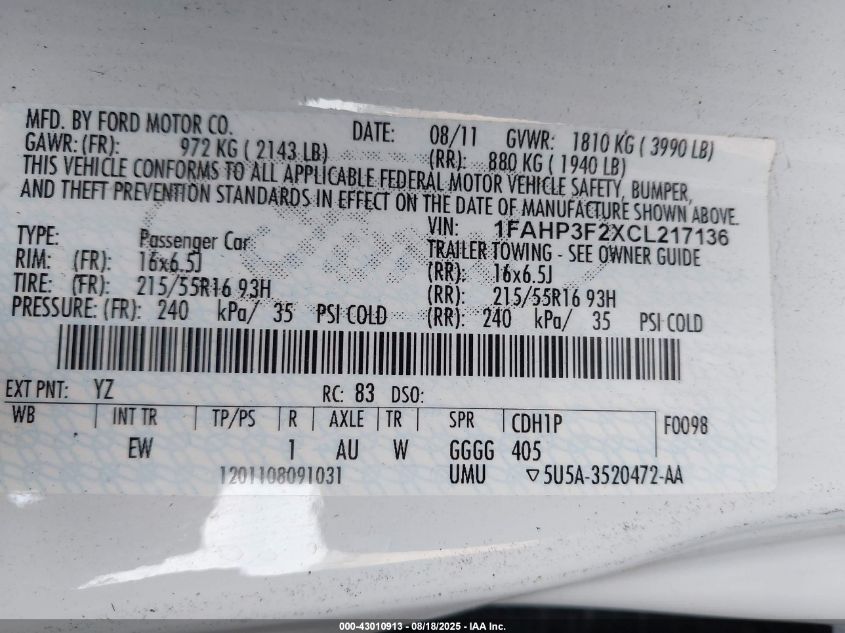 MFD. BY FORD MOTOR CO. DATE: 08/11 GVWR: 1810 KG ( 3990 LB)
GAWR: (FR): 972 KG ( 2143 LB) (RR): 880 KG ( 1940 LB)
THIS VEHICLE CONFORMS TO ALL APPLICABLE FEDERAL MOTOR VEHICLE SAFETY, BUMPER,
AND THEFT PREVENTION STANDARDS IN EFFECT ON THE DATE OF MANUFACTURE SHOWN ABOVE.
VIN: 1FAHP3F2XCL217136
TYPE: Passenger Car TRAILER TOWING - SEE OWNER GUIDE
RIM: (FR): 16x6.5J (RR): 16x6.5J
TIRE: (FR): 215/55R16 93H (RR): 215/55R16 93H
PRESSURE: (FR): 240 kPa/ 35 PSI COLD (RR): 240 kPa/ 35 PSI COLD
EXT PNT: YZ RC: 83 DSO:
WB INT TR TP/PS R AXLE TR SPR CDH1P F0098
EW 1 AU W GGGG 405
1201108091031 UMU ▽5U5A-3520472-AA
000-43010913 - 08/18/2025 - IAA Inc.